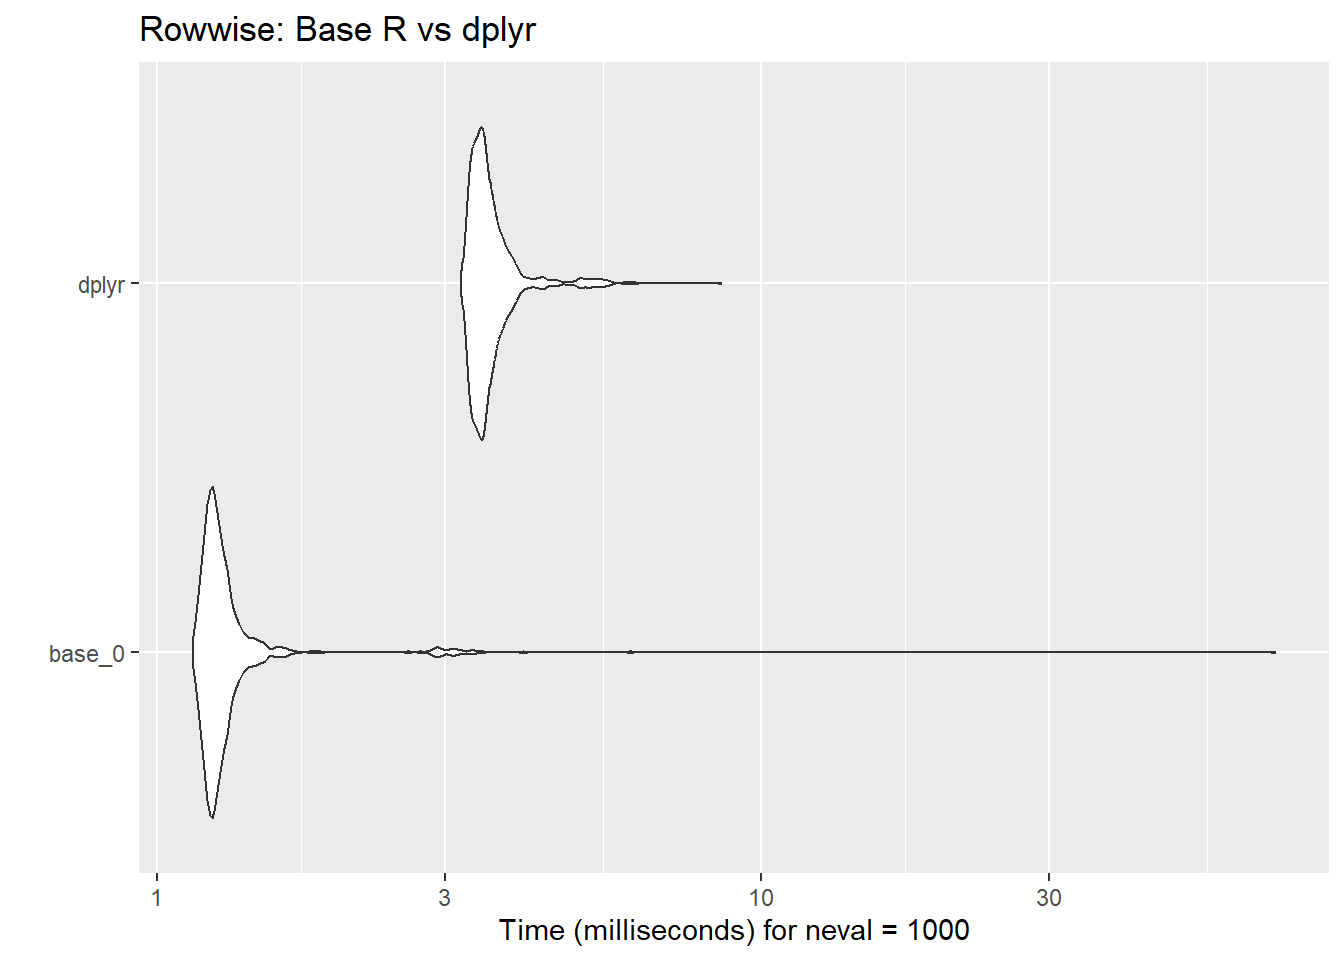 Rowwise: Base R vs dplyr
dplyr
base_0
1 3 10 30
Time (milliseconds) for neval = 1000